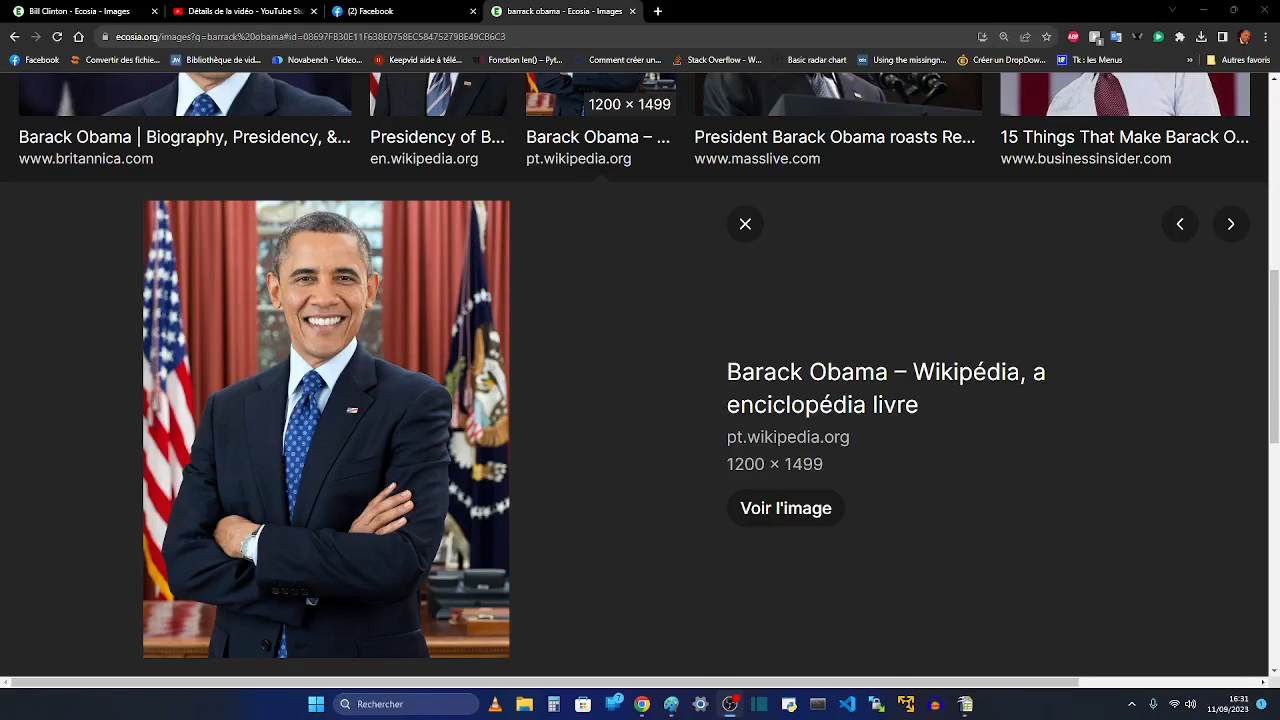 Bill Clinton - Ecosia - Images
Détails de la vidéo - YouTube Stu
(2) Facebook
barrack obama - Ecosia - Images
ecosia.org/images?q=barrack%20obama#id=08697FB30E11F638E0758EC58475279BE49CB6C3
Facebook
Convertir des fichie...
Bibliothèque de vid...
Novabench - Videos
Keepvid aide à télé...
Fonction len() - Pyt...
Comment créer un...
Stack Overflow - W...
Basic radar chart
Using the missingn...
Créer un DropDow...
Tk : les Menus
»
Autres favoris
1200 × 1499
Barack Obama | Biography, Presidency, &...
www.britannica.com
Presidency of B...
en.wikipedia.org
Barack Obama – ...
pt.wikipedia.org
President Barack Obama roasts Re...
www.masslive.com
15 Things That Make Barack O...
www.businessinsider.com
Barack Obama – Wikipédia, a
enciclopédia livre
pt.wikipedia.org
1200 × 1499
Voir l'image
Rechercher
16:31
11/09/2023